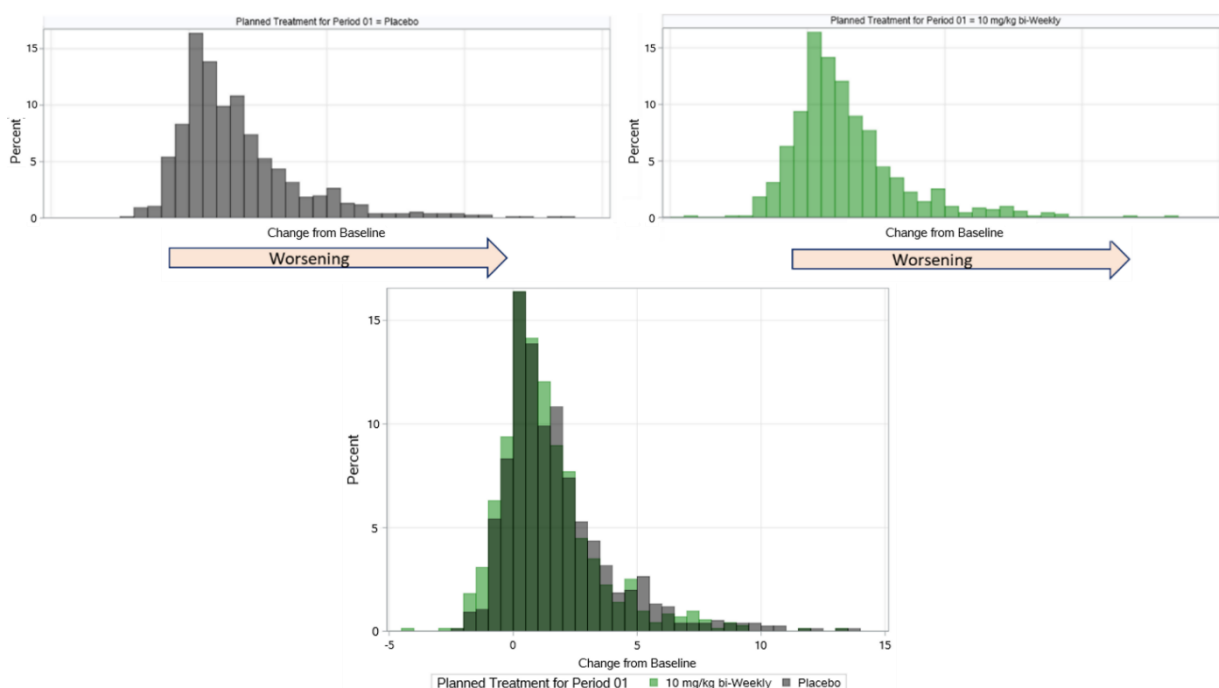 Planned Treatment for Period 01 = Placebo
15
10
5
0
Percent
Change from Baseline
Worsening
Planned Treatment for Period 01 = 10 mg/kg bi-Weekly
15
10
5
0
Percent
Change from Baseline
Worsening
15
10
5
0
Percent
-5 0 5 10 15
Change from Baseline
Planned Treatment for Period 01 10 mg/kg bi-Weekly Placebo